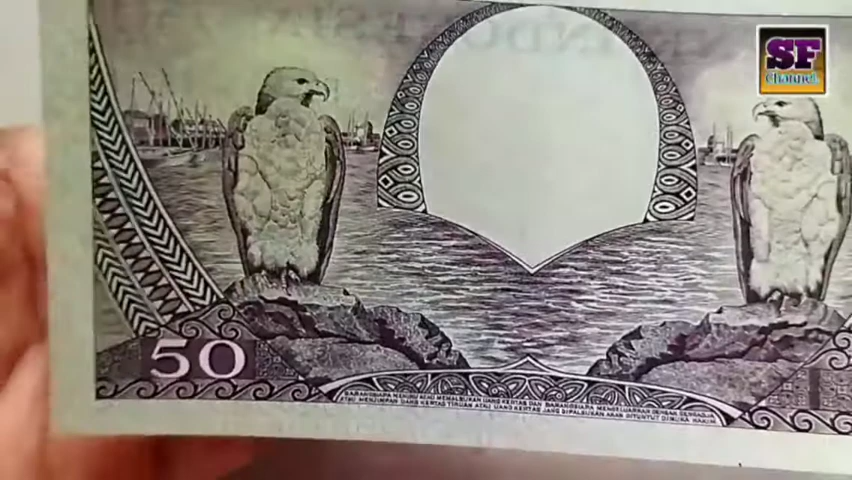 SF
Channel
50
BARANGSIAPA MENIRU ATAU MEMALSUKAN UANG KERTAS DAN BARANGSIAPA MENGELUARKAN DENGAN SENGAJA
ATAU MENJIMPAN UANG KERTAS TIRUAN ATAU UANG KERTAS JANG DIPALSUKAN AKAN DITUNTUT DIMUKA HAKIM